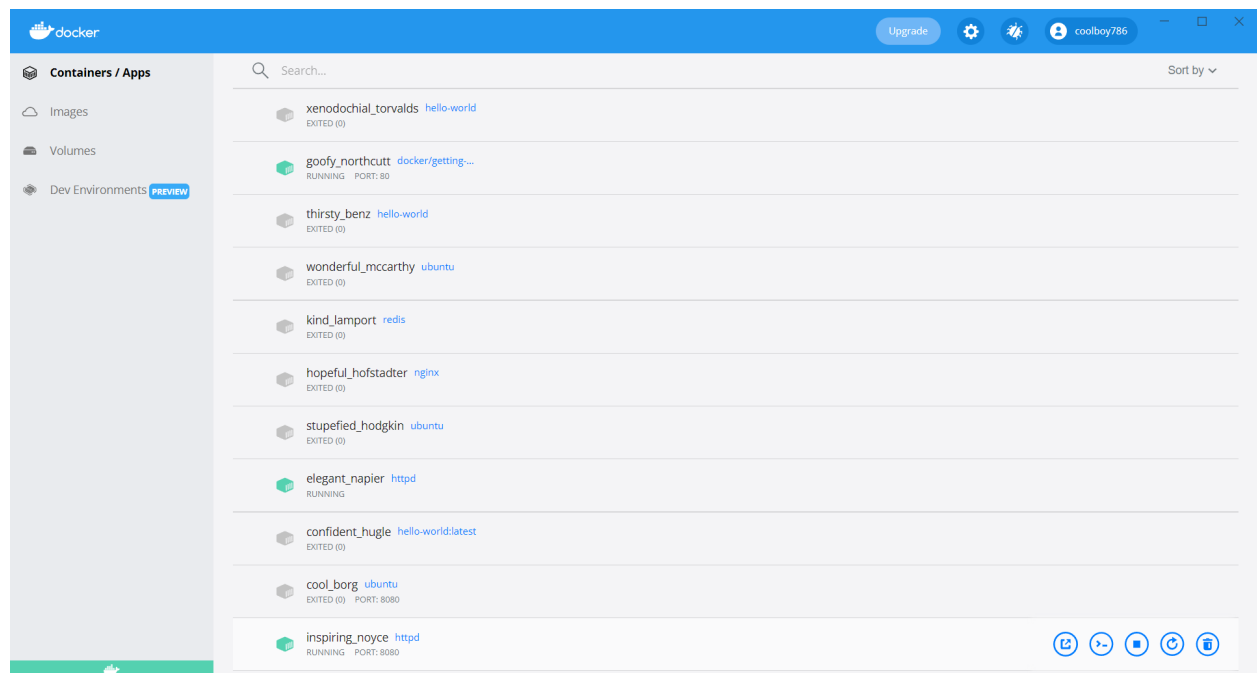 docker
Upgrade
coolboy786
Containers / Apps
Images
Volumes
Dev Environments PREVIEW
Search...
Sort by
xenodochial_torvalds hello-world
EXITED (0)
goofy_northcutt docker/getting-...
RUNNING PORT: 80
thirsty_benz hello-world
EXITED (0)
wonderful_mccarthy ubuntu
EXITED (0)
kind_lamport redis
EXITED (0)
hopeful_hofstadter nginx
EXITED (0)
stupefied_hodgkin ubuntu
EXITED (0)
elegant_napier httpd
RUNNING
confident_hugle hello-world:latest
EXITED (0)
cool_borg ubuntu
EXITED (0) PORT: 8080
inspiring_noyce httpd
RUNNING PORT: 8080